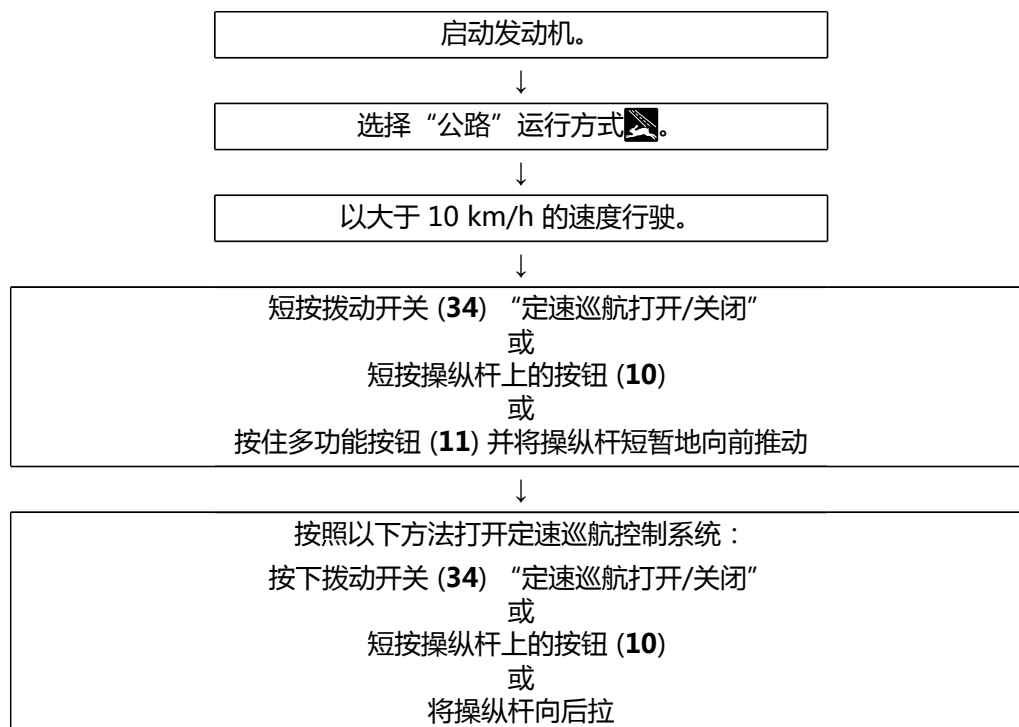 启动发动机。
↓
选择“公路”运行方式。
↓
以大于 10 km/h 的速度行驶。
↓
短按拨动开关 (34) “定速巡航打开/关闭”
或
短按操纵杆上的按钮 (10)
或
按住多功能按钮 (11) 并将操纵杆短暂地向前推动
↓
按照以下方法打开定速巡航控制系统：
按下拨动开关 (34) “定速巡航打开/关闭”
或
短按操纵杆上的按钮 (10)
或
将操纵杆向后拉